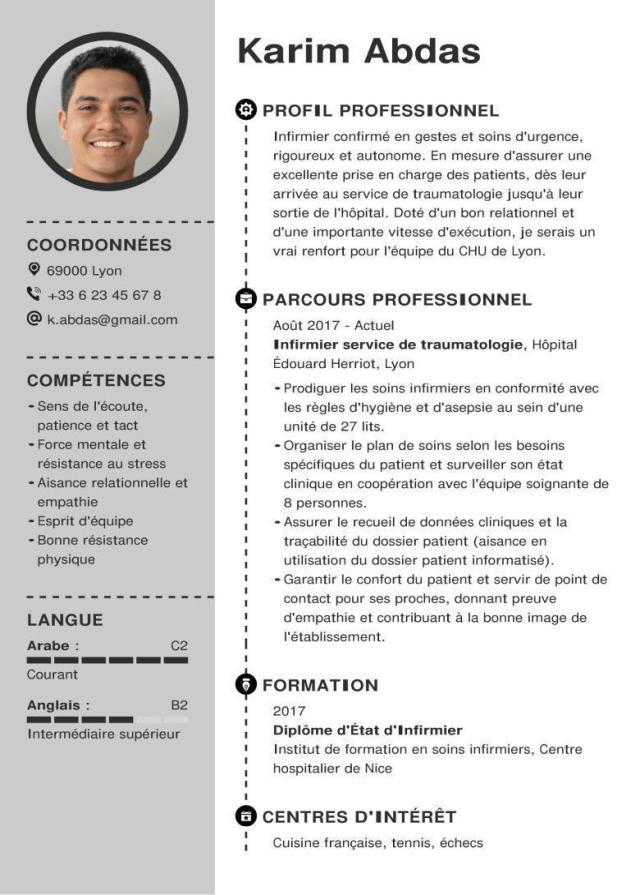 Karim Abdas
COORDONNÉES
69000 Lyon
+33 6 23 45 67 8
k.abdas@gmail.com
COMPÉTENCES
- Sens de l'écoute,
patience et tact
- Force mentale et
résistance au stress
- Aisance relationnelle et
empathie
- Esprit d'équipe
- Bonne résistance
physique
LANGUE
Arabe : C2
Courant
Anglais : B2
Intermédiaire supérieur
PROFIL PROFESSIONNEL
Infirmier confirmé en gestes et soins d'urgence,
rigoureux et autonome. En mesure d'assurer une
excellente prise en charge des patients, dès leur
arrivée au service de traumatologie jusqu'à leur
sortie de l'hôpital. Doté d'un bon relationnel et
d'une importante vitesse d'exécution, je serais un
vrai renfort pour l'équipe du CHU de Lyon.
PARCOURS PROFESSIONNEL
Août 2017 - Actuel
Infirmier service de traumatologie, Hôpital
Édouard Herriot, Lyon
- Prodiguer les soins infirmiers en conformité avec
les règles d'hygiène et d'asepsie au sein d'une
unité de 27 lits.
- Organiser le plan de soins selon les besoins
spécifiques du patient et surveiller son état
clinique en coopération avec l'équipe soignante de
8 personnes.
- Assurer le recueil de données cliniques et la
traçabilité du dossier patient (aisance en
utilisation du dossier patient informatisé).
- Garantir le confort du patient et servir de point de
contact pour ses proches, donnant preuve
d'empathie et contribuant à la bonne image de
l'établissement.
FORMATION
2017
Diplôme d'État d'Infirmier
Institut de formation en soins infirmiers, Centre
hospitalier de Nice
CENTRES D'INTÉRÊT
Cuisine française, tennis, échecs